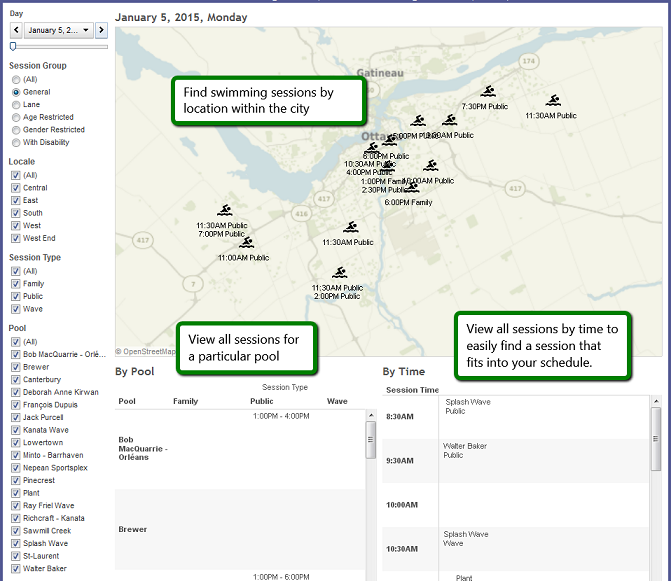 Day
January 5, 2...
Session Group
(All)
General
Lane
Age Restricted
Gender Restricted
With Disability
Locale
(All)
Central
East
South
West
West End
Session Type
(All)
Family
Public
Wave
Pool
(All)
Bob MacQuarrie - Orlé...
Brewer
Canterbury
Deborah Anne Kirwan
François Dupuis
Jack Purcell
Kanata Wave
Lowertown
Minto - Barrhaven
Nepean Sportsplex
Pinecrest
Plant
Ray Friel Wave
Richcraft - Kanata
Sawmill Creek
Splash Wave
St-Laurent
Walter Baker
January 5, 2015, Monday
Gatineau
174
Find swimming sessions by
location within the city
7:30PM Public
11:30AM Public
5:00PM Public
6:00PM Public
10:30AM Public
4:00PM Public
1:00PM Family
2:30PM Public
6:00PM Family
417
416
417
417
7
11:30AM Public
7:00PM Public
11:00AM Public
11:30AM Public
11:30AM Public
2:00PM Public
© OpenStreetMap
View all sessions for
a particular pool
View all sessions by time to
easily find a session that
fits into your schedule.
By Pool
Session Type
Pool Family Public Wave
1:00PM - 4:00PM
Bob
MacQuarrie -
Orléans
Brewer
1:00PM - 6:00PM
By Time
Session Time
8:30AM
Splash Wave
Public
9:30AM
Walter Baker
Public
10:00AM
10:30AM
Splash Wave
Wave
Plant